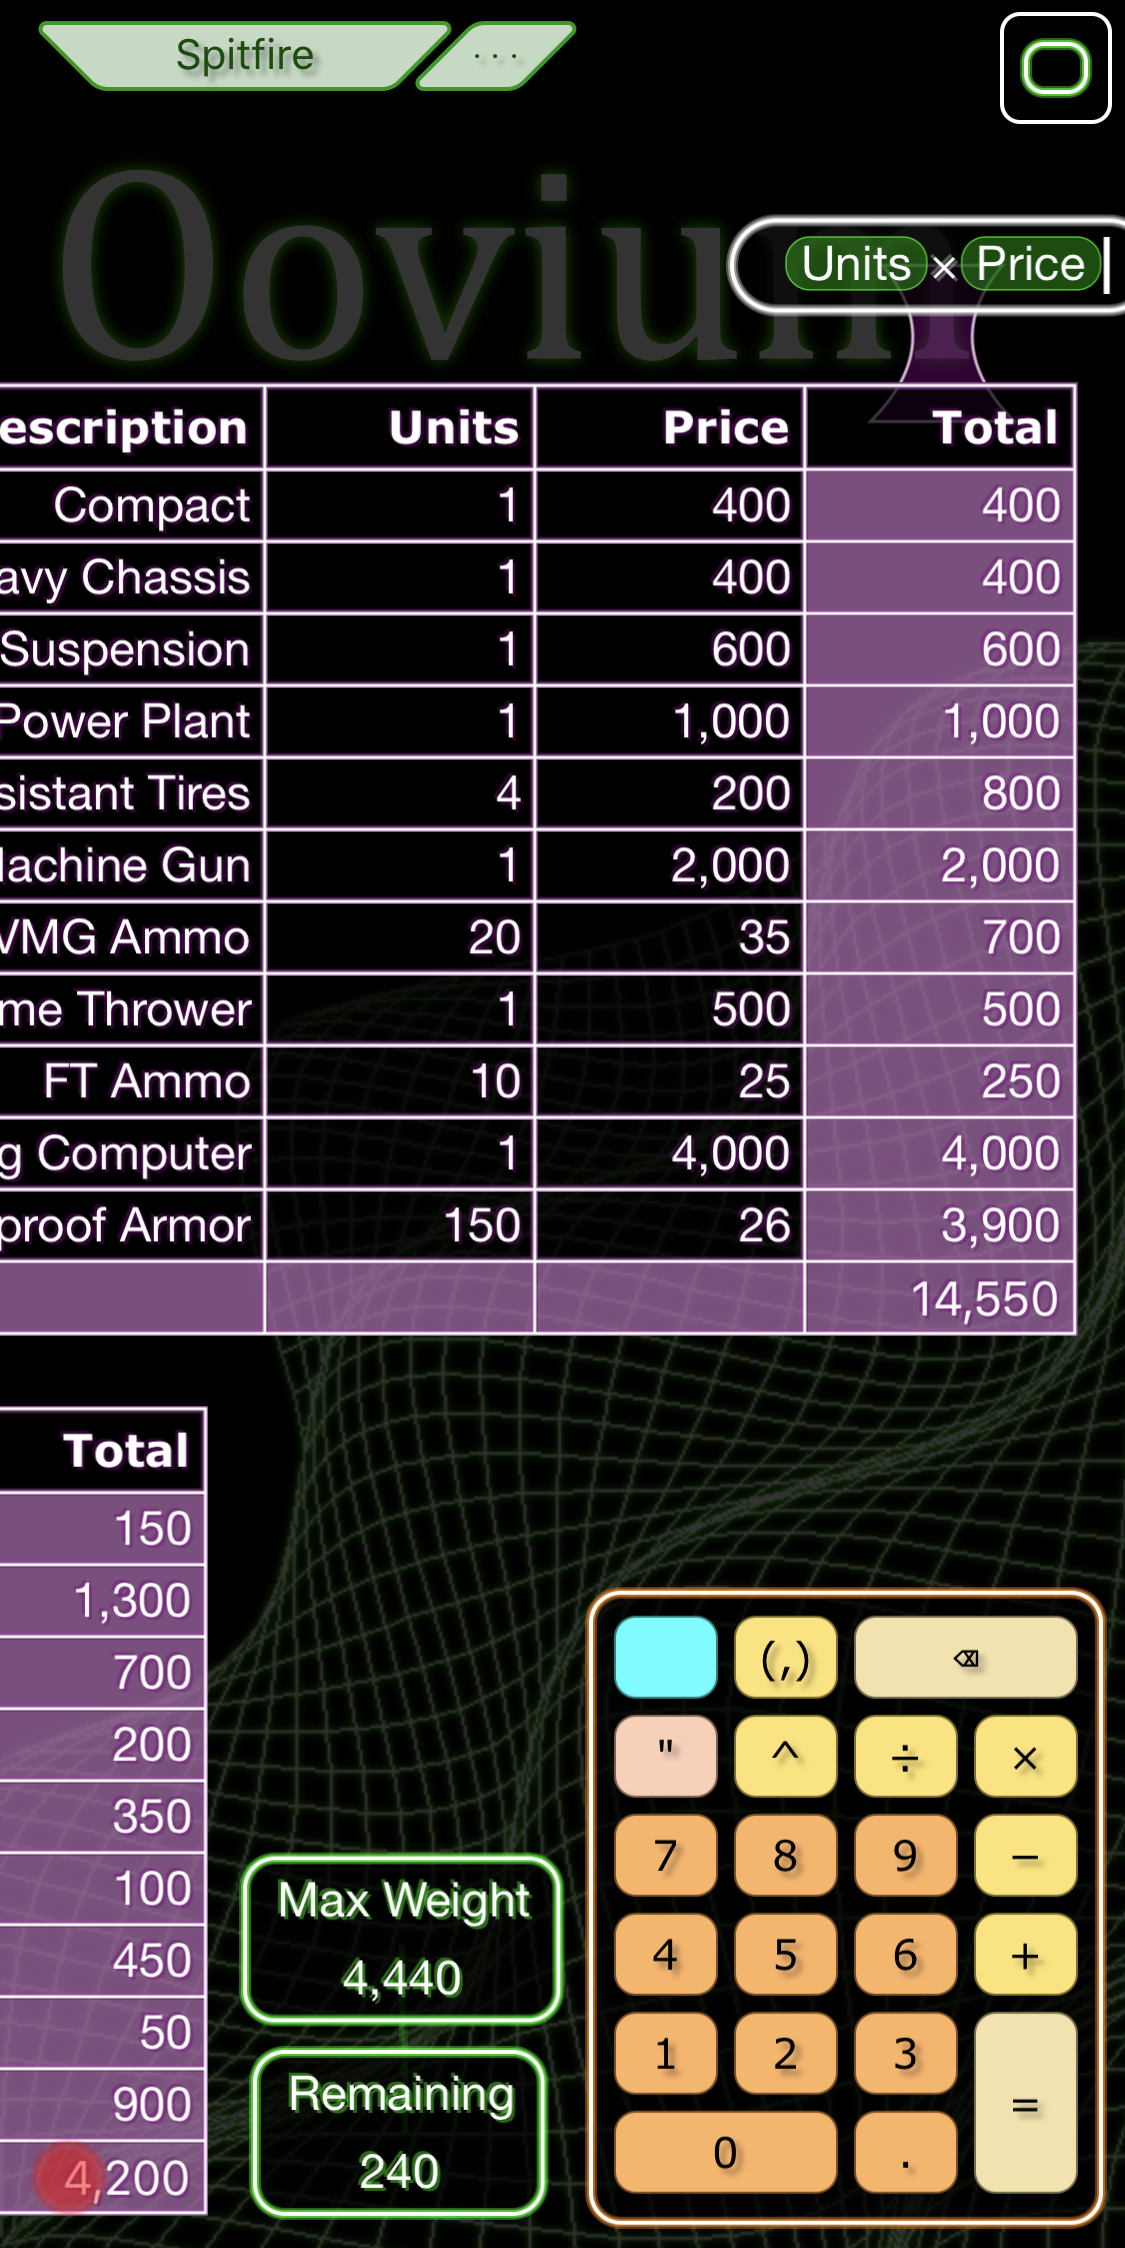 Spitfire ...
Oovium
Units × Price
escription Units Price Total
Compact 1 400 400
avy Chassis 1 400 400
Suspension 1 600 600
Power Plant 1 1,000 1,000
sistant Tires 4 200 800
achine Gun 1 2,000 2,000
VMG Ammo 20 35 700
me Thrower 1 500 500
FT Ammo 10 25 250
g Computer 1 4,000 4,000
proof Armor 150 26 3,900
14,550
Total
150
1,300
700
200
350
100
450
50
900
4,200
Max Weight
4,440
Remaining
240
(,) ⌫
" ^ ÷ ×
7 8 9 −
4 5 6 +
1 2 3 =
0 .